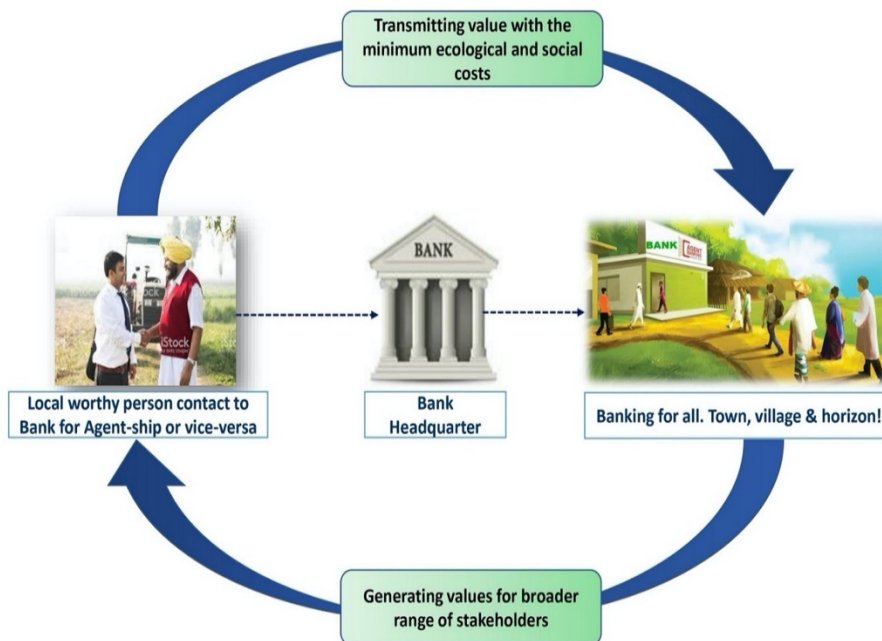 Transmitting value with the
minimum ecological and social
costs
BANK
BANK AGENT
iStock
Local worthy person contact to
Bank for Agent-ship or vice-versa
Bank
Headquarter
Banking for all. Town, village & horizon!
Generating values for broader
range of stakeholders